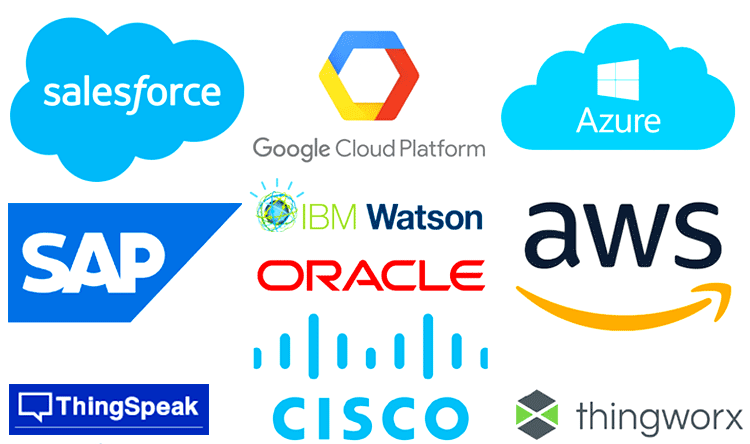 salesforce
Google Cloud Platform
Azure
SAP
IBM Watson
ORACLE
aws
CISCO
ThingSpeak
thingworx